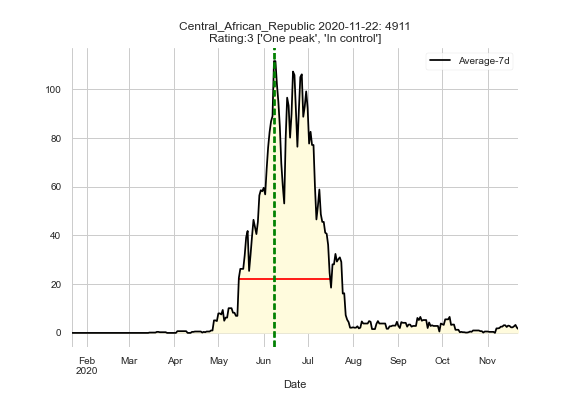 Central_African_Republic 2020-11-22: 4911
Rating:3 ['One peak', 'In control']
Average-7d
100
80
60
40
20
0
Feb Mar Apr May Jun Jul Aug Sep Oct Nov
2020
Date